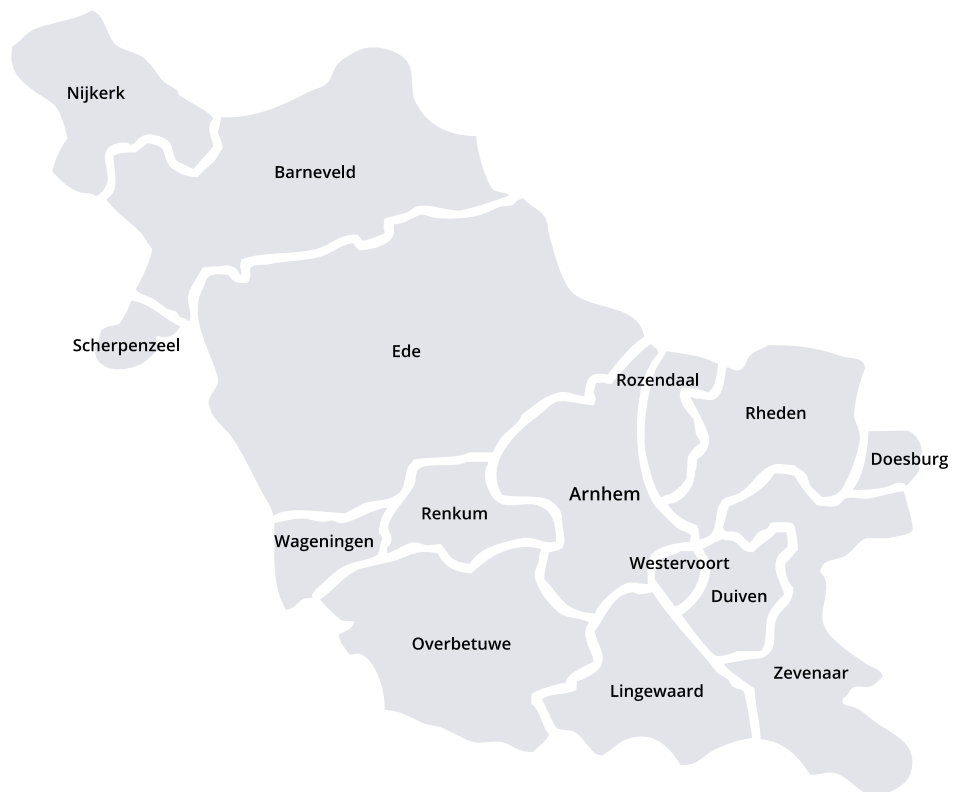 Nijkerk
Barneveld
Scherpenzeel
Ede
Rozendaal
Rheden
Doesburg
Arnhem
Renkum
Wageningen
Westervoort
Duiven
Overbetuwe
Zevenaar
Lingewaard